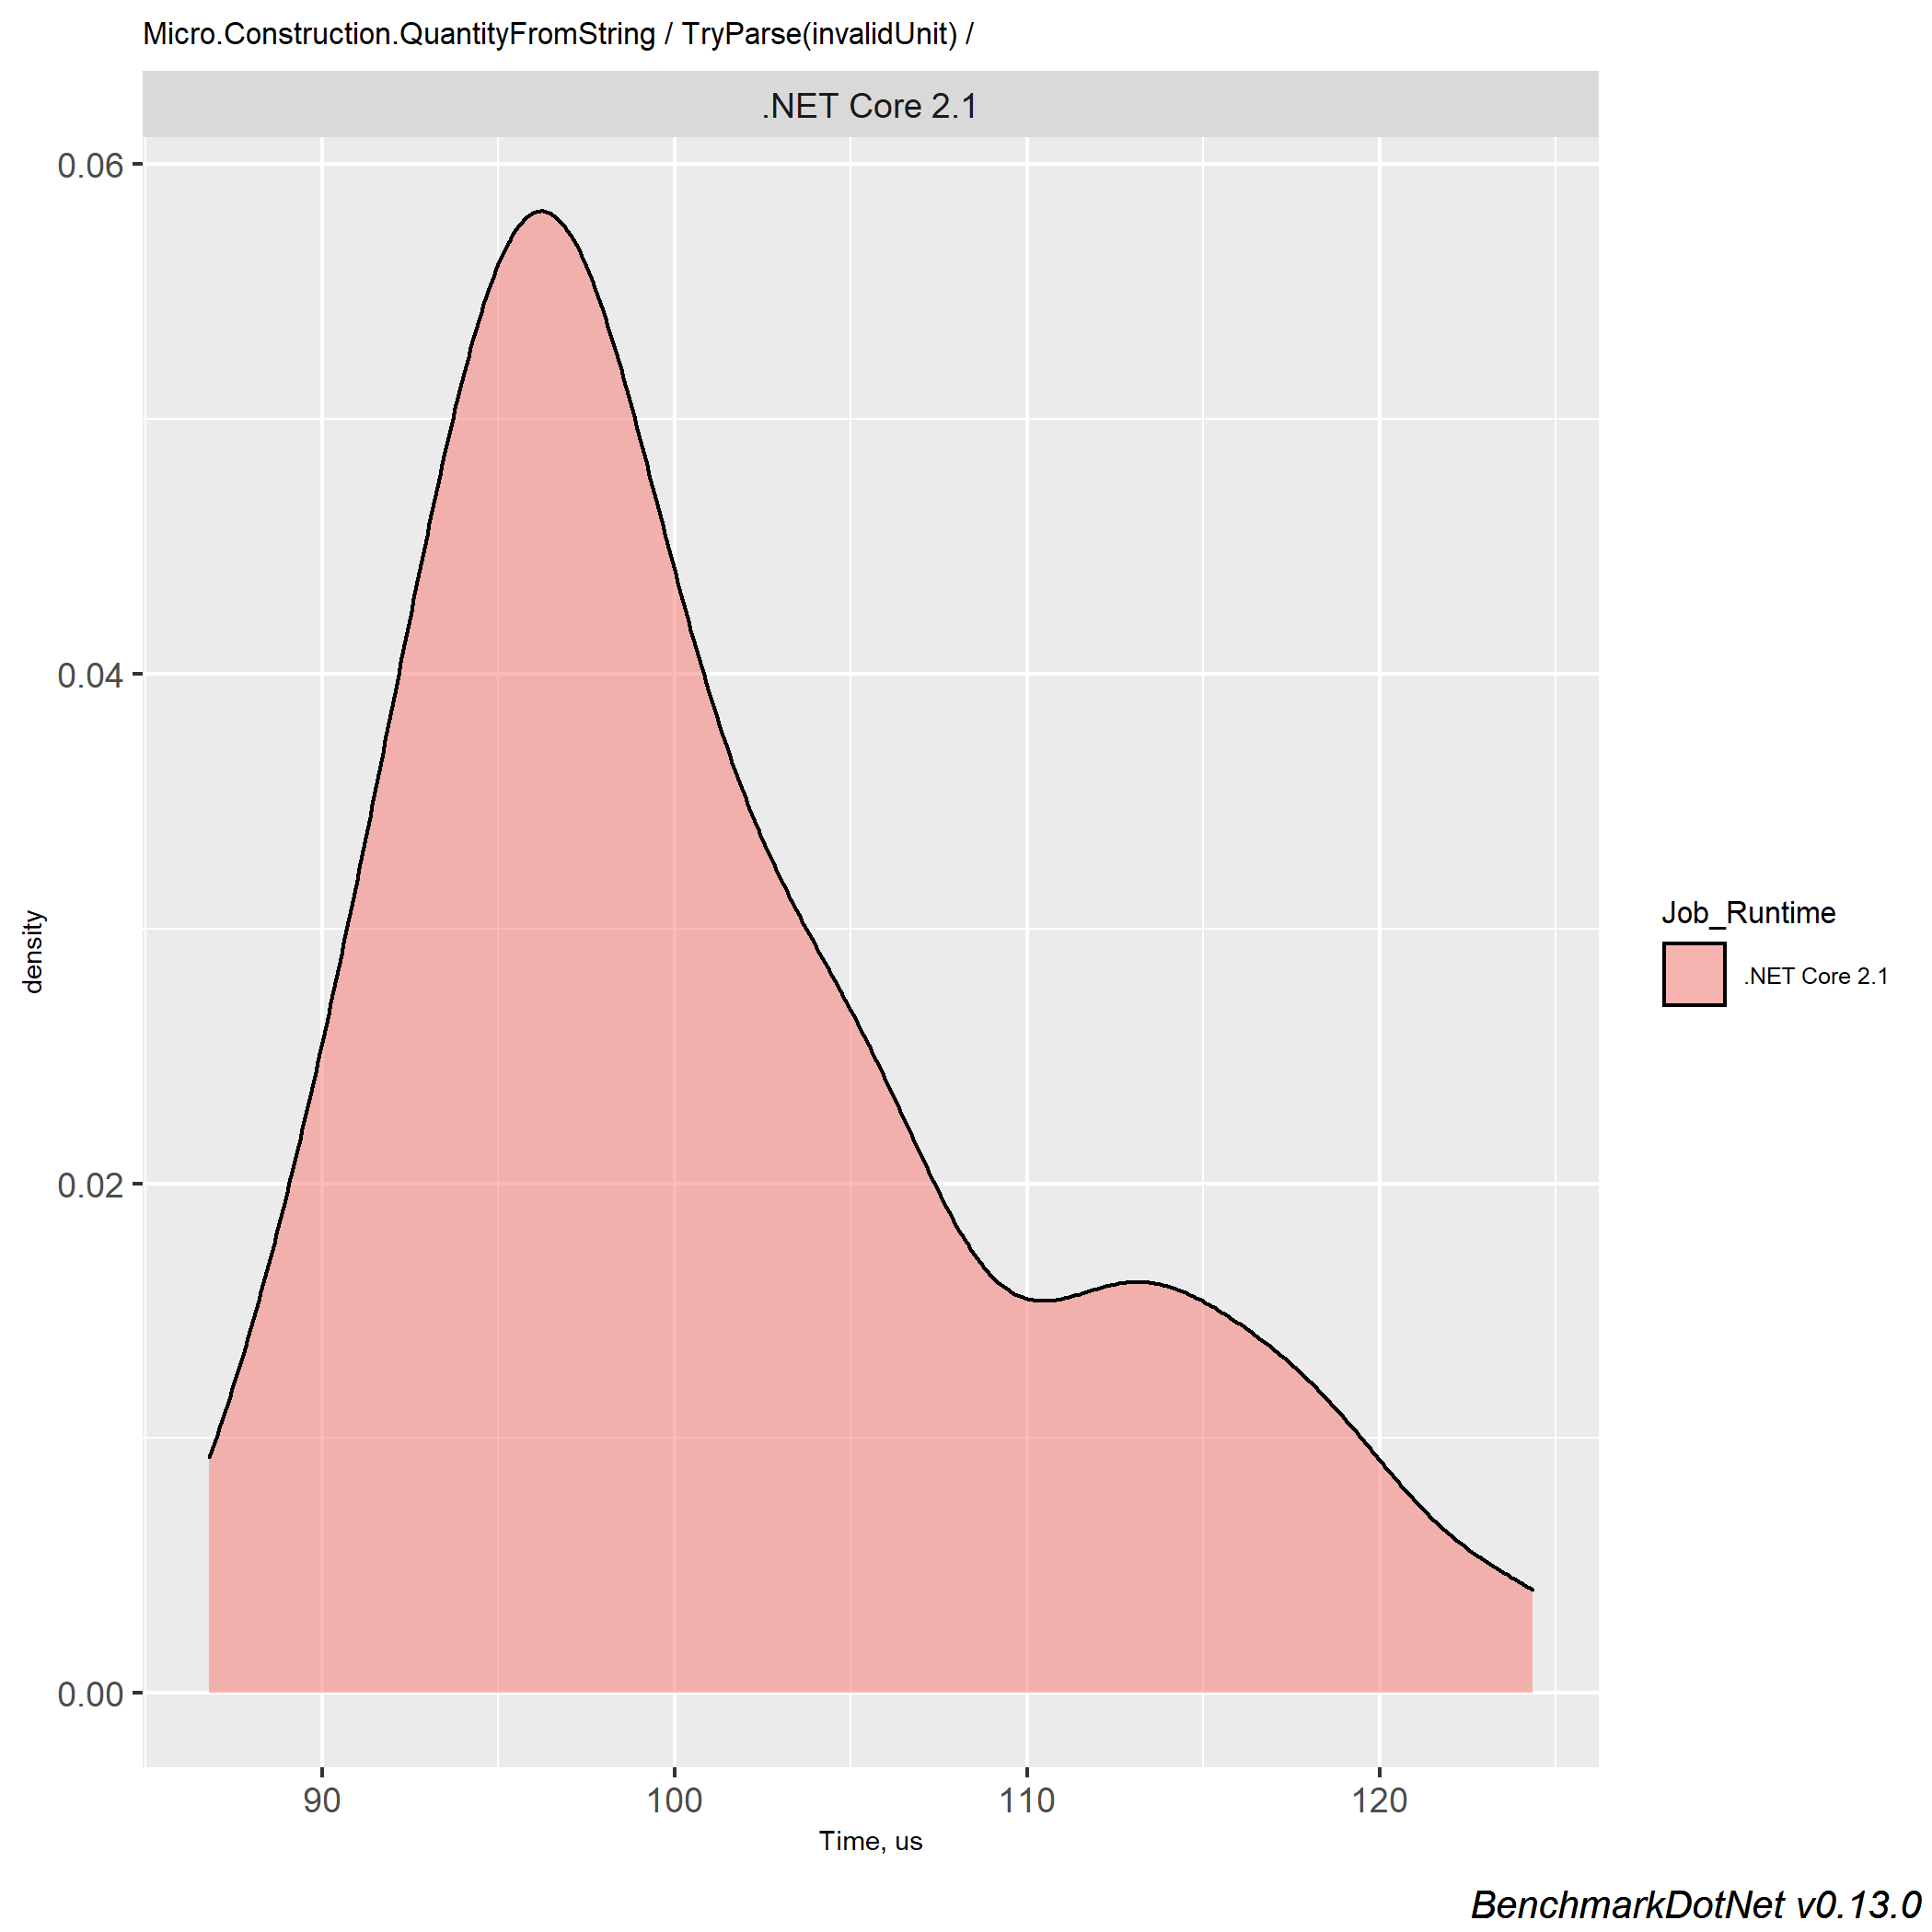 Micro.Construction.QuantityFromString / TryParse(invalidUnit) /
.NET Core 2.1
0.06
0.04
0.02
0.00
density
90 100 110 120
Time, us
Job_Runtime
.NET Core 2.1
BenchmarkDotNet v0.13.0